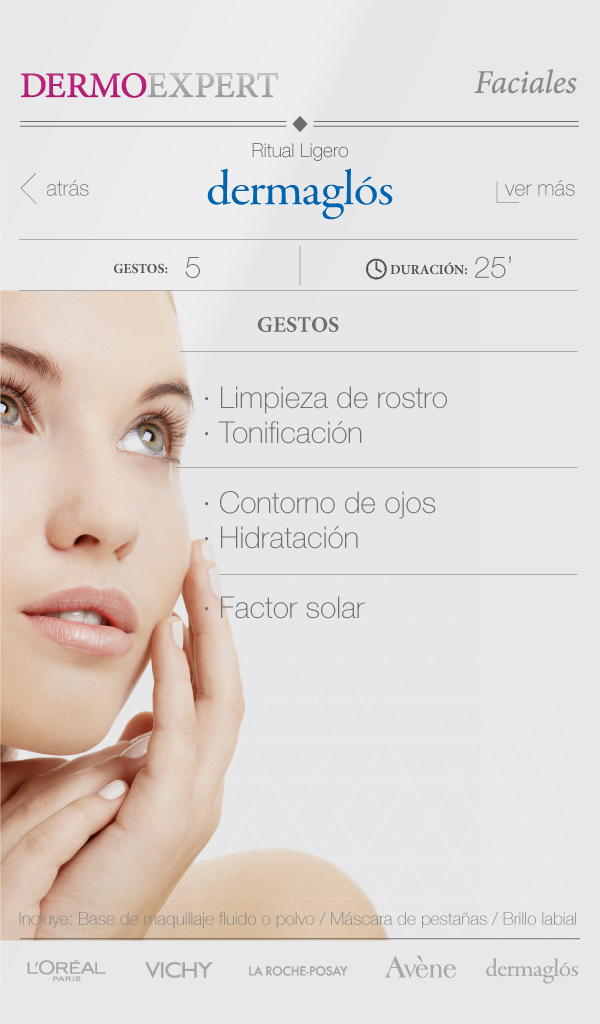 DERMOEXPERT
Faciales
Ritual Ligero
atrás
dermaglós
ver más
GESTOS: 5
DURACIÓN: 25’
GESTOS
· Limpieza de rostro
· Tonificación
· Contorno de ojos
· Hidratación
· Factor solar
Incluye: Base de maquillaje fluido o polvo / Máscara de pestañas / Brillo labial
L'ORÉAL
PARIS
VICHY
LA ROCHE-POSAY
Avène
dermaglós